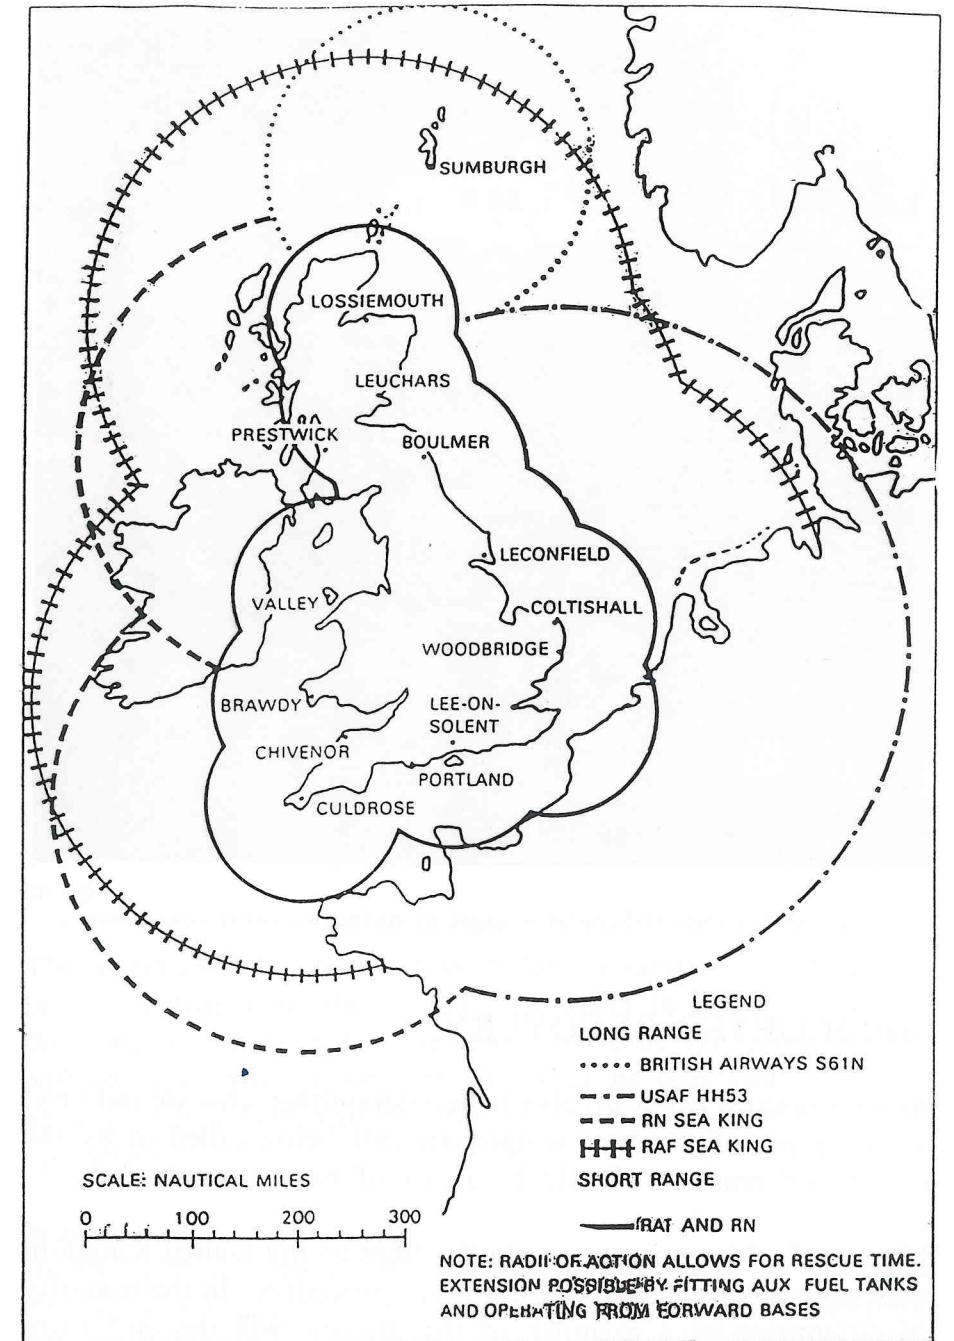 SUMBURGH
LOSSIEMOUTH
LEUCHARS
PRESTWICK
BOULMER
LECONFIELD
VALLEY
COLTISHALL
WOODBRIDGE
BRAWDY
LEE-ON-
SOLENT
CHIVENOR
PORTLAND
CULDROSE
LEGEND
LONG RANGE
BRITISH AIRWAYS S61N
USAF HH53
RN SEA KING
RAF SEA KING
SHORT RANGE
RAT AND RN
SCALE: NAUTICAL MILES
0 100 200 300
NOTE: RADII OF ACTION ALLOWS FOR RESCUE TIME.
EXTENSION POSSIBLE BY FITTING AUX FUEL TANKS
AND OPERATING FROM FORWARD BASES